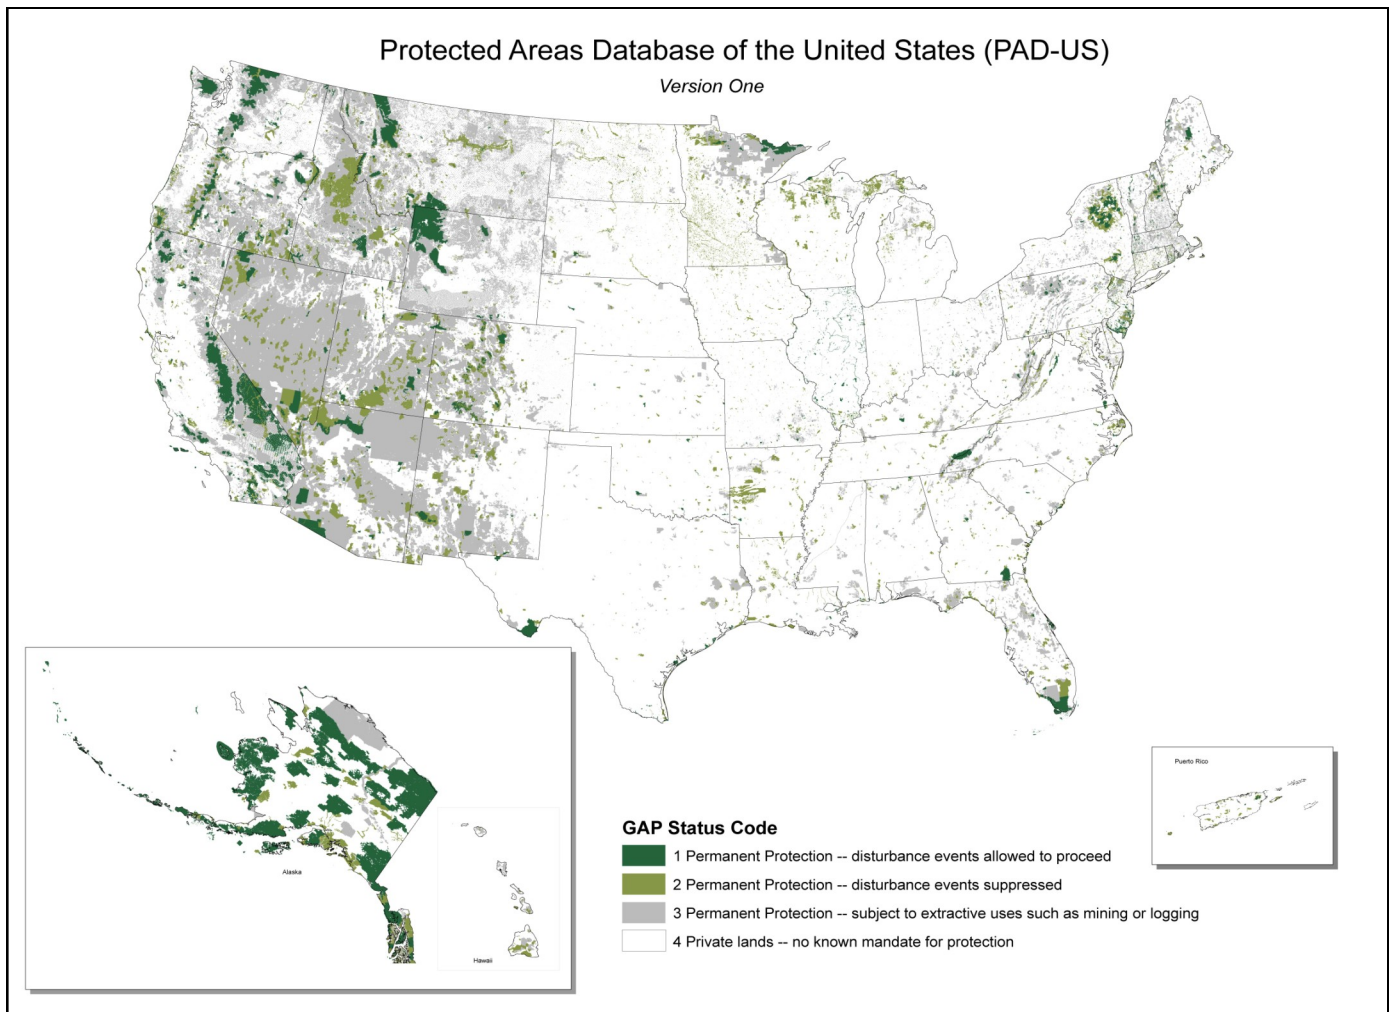 Protected Areas Database of the United States (PAD-US)
Version One
Puerto Rico
Alaska
Hawaii
GAP Status Code
1 Permanent Protection -- disturbance events allowed to proceed
2 Permanent Protection -- disturbance events suppressed
3 Permanent Protection -- subject to extractive uses such as mining or logging
4 Private lands -- no known mandate for protection